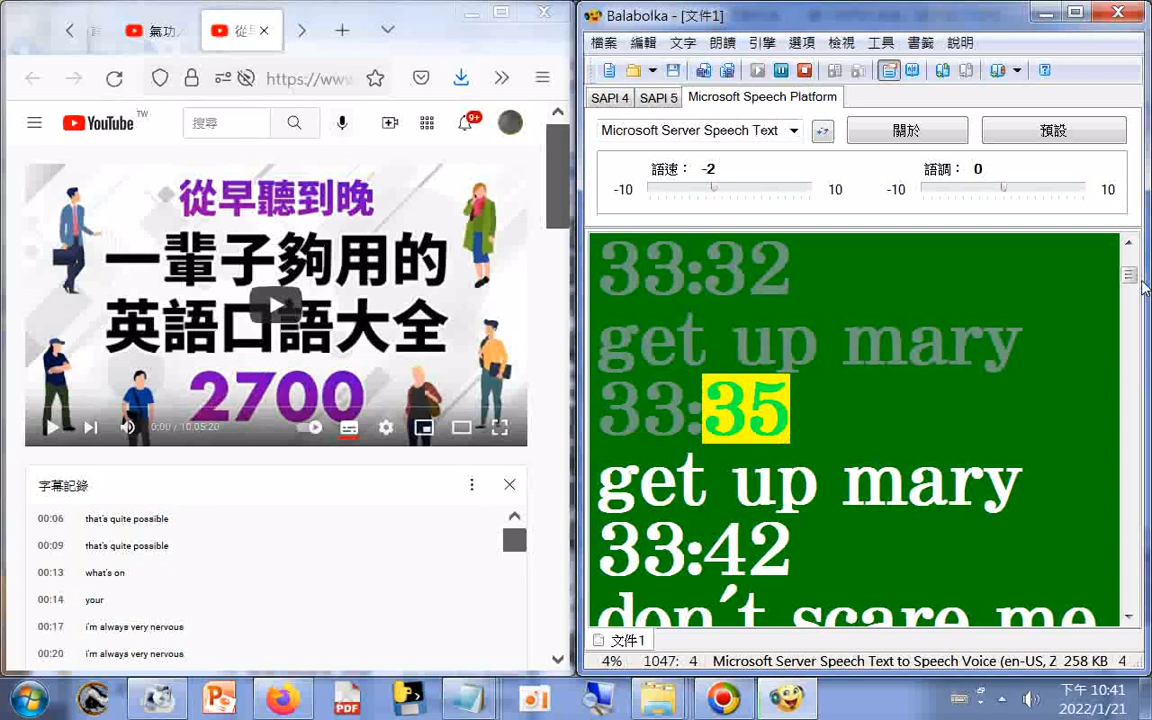 氣功
從
https://www
YouTube TW
搜尋
9+
從早聽到晚
一輩子夠用的
英語口語大全
2700
0:00 / 10:05:20
字幕記錄
00:06 that's quite possible
00:09 that's quite possible
00:13 what's on
00:14 your
00:17 i'm always very nervous
00:20 i'm always very nervous
Balabolka - [文件1]
檔案 編輯 文字 朗讀 引擎 選項 檢視 工具 書籤 說明
SAPI 4 SAPI 5 Microsoft Speech Platform
Microsoft Server Speech Text 關於 預設
語速： -2 語調： 0
-10 10 -10 10
33:32
get up mary
33:35
get up mary
33:42
don't scare me
文件1
4% 1047: 4 Microsoft Server Speech Text to Speech Voice (en-US, Z 258 KB 4
PDF
下午 10:41
2022/1/21